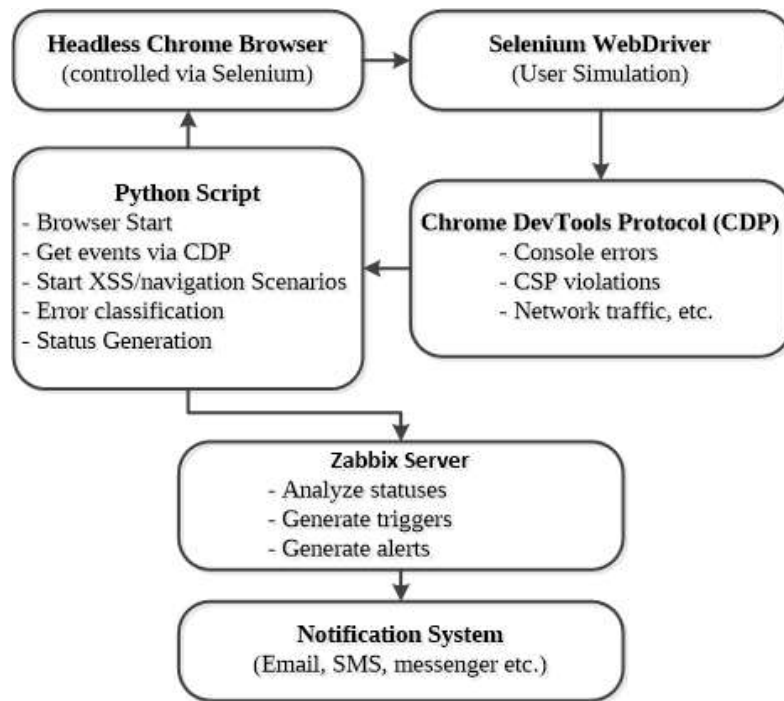 Headless Chrome Browser
(controlled via Selenium)
Selenium WebDriver
(User Simulation)
Python Script
- Browser Start
- Get events via CDP
- Start XSS/navigation Scenarios
- Error classification
- Status Generation
Chrome DevTools Protocol (CDP)
- Console errors
- CSP violations
- Network traffic, etc.
Zabbix Server
- Analyze statuses
- Generate triggers
- Generate alerts
Notification System
(Email, SMS, messenger etc.)